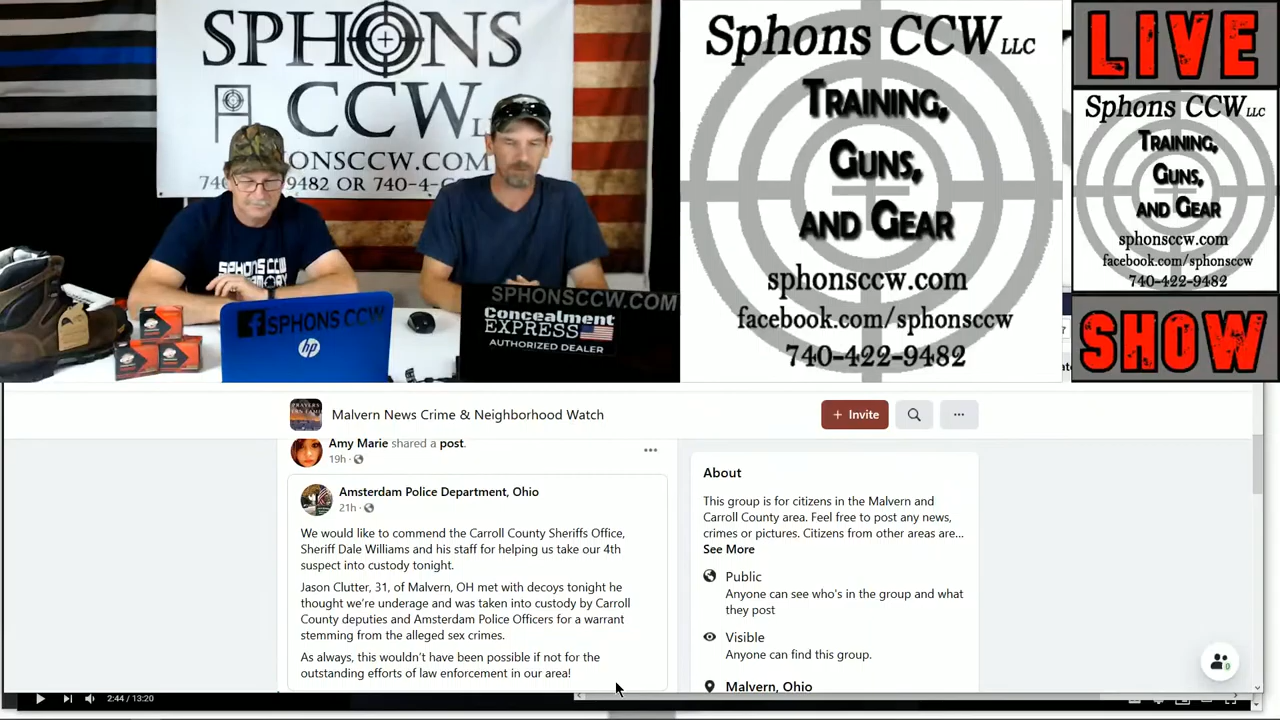 SPHONS
CCW
ONSCCW.COM
9482 OR 740-4
SPHONS CCW
SPHONS CCW
hp
SPHONSCCW.COM
Concealment
EXPRESS
AUTHORIZED DEALER
Sphons CCW LLC
Training,
Guns,
and Gear
sphonsccw.com
facebook.com/sphonsccw
740-422-9482
LIVE
Sphons CCW LLC
Training,
Guns,
and Gear
sphonsccw.com
facebook.com/sphonsccw
740-422-9482
SHOW
Malvern News Crime & Neighborhood Watch
+ Invite
Amy Marie shared a post.
19h
Amsterdam Police Department, Ohio
21h
We would like to commend the Carroll County Sheriffs Office,
Sheriff Dale Williams and his staff for helping us take our 4th
suspect into custody tonight.
Jason Clutter, 31, of Malvern, OH met with decoys tonight he
thought we're underage and was taken into custody by Carroll
County deputies and Amsterdam Police Officers for a warrant
stemming from the alleged sex crimes.
As always, this wouldn't have been possible if not for the
outstanding efforts of law enforcement in our area!
About
This group is for citizens in the Malvern and
Carroll County area. Feel free to post any news,
crimes or pictures. Citizens from other areas are...
See More
Public
Anyone can see who's in the group and what
they post
Visible
Anyone can find this group.
Malvern, Ohio
2:44 / 13:20